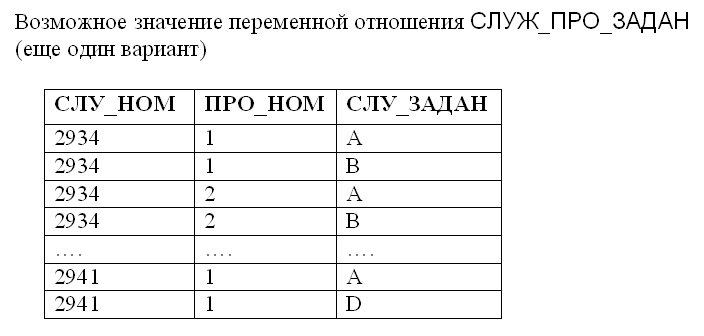 Возможное значение переменной отношения СЛУЖ_ПРО_ЗАДАН
(еще один вариант)
СЛУ_НОМ ПРО_НОМ СЛУ_ЗАДАН
2934 1 A
2934 1 B
2934 2 A
2934 2 B
…. …. ….
2941 1 A
2941 1 D